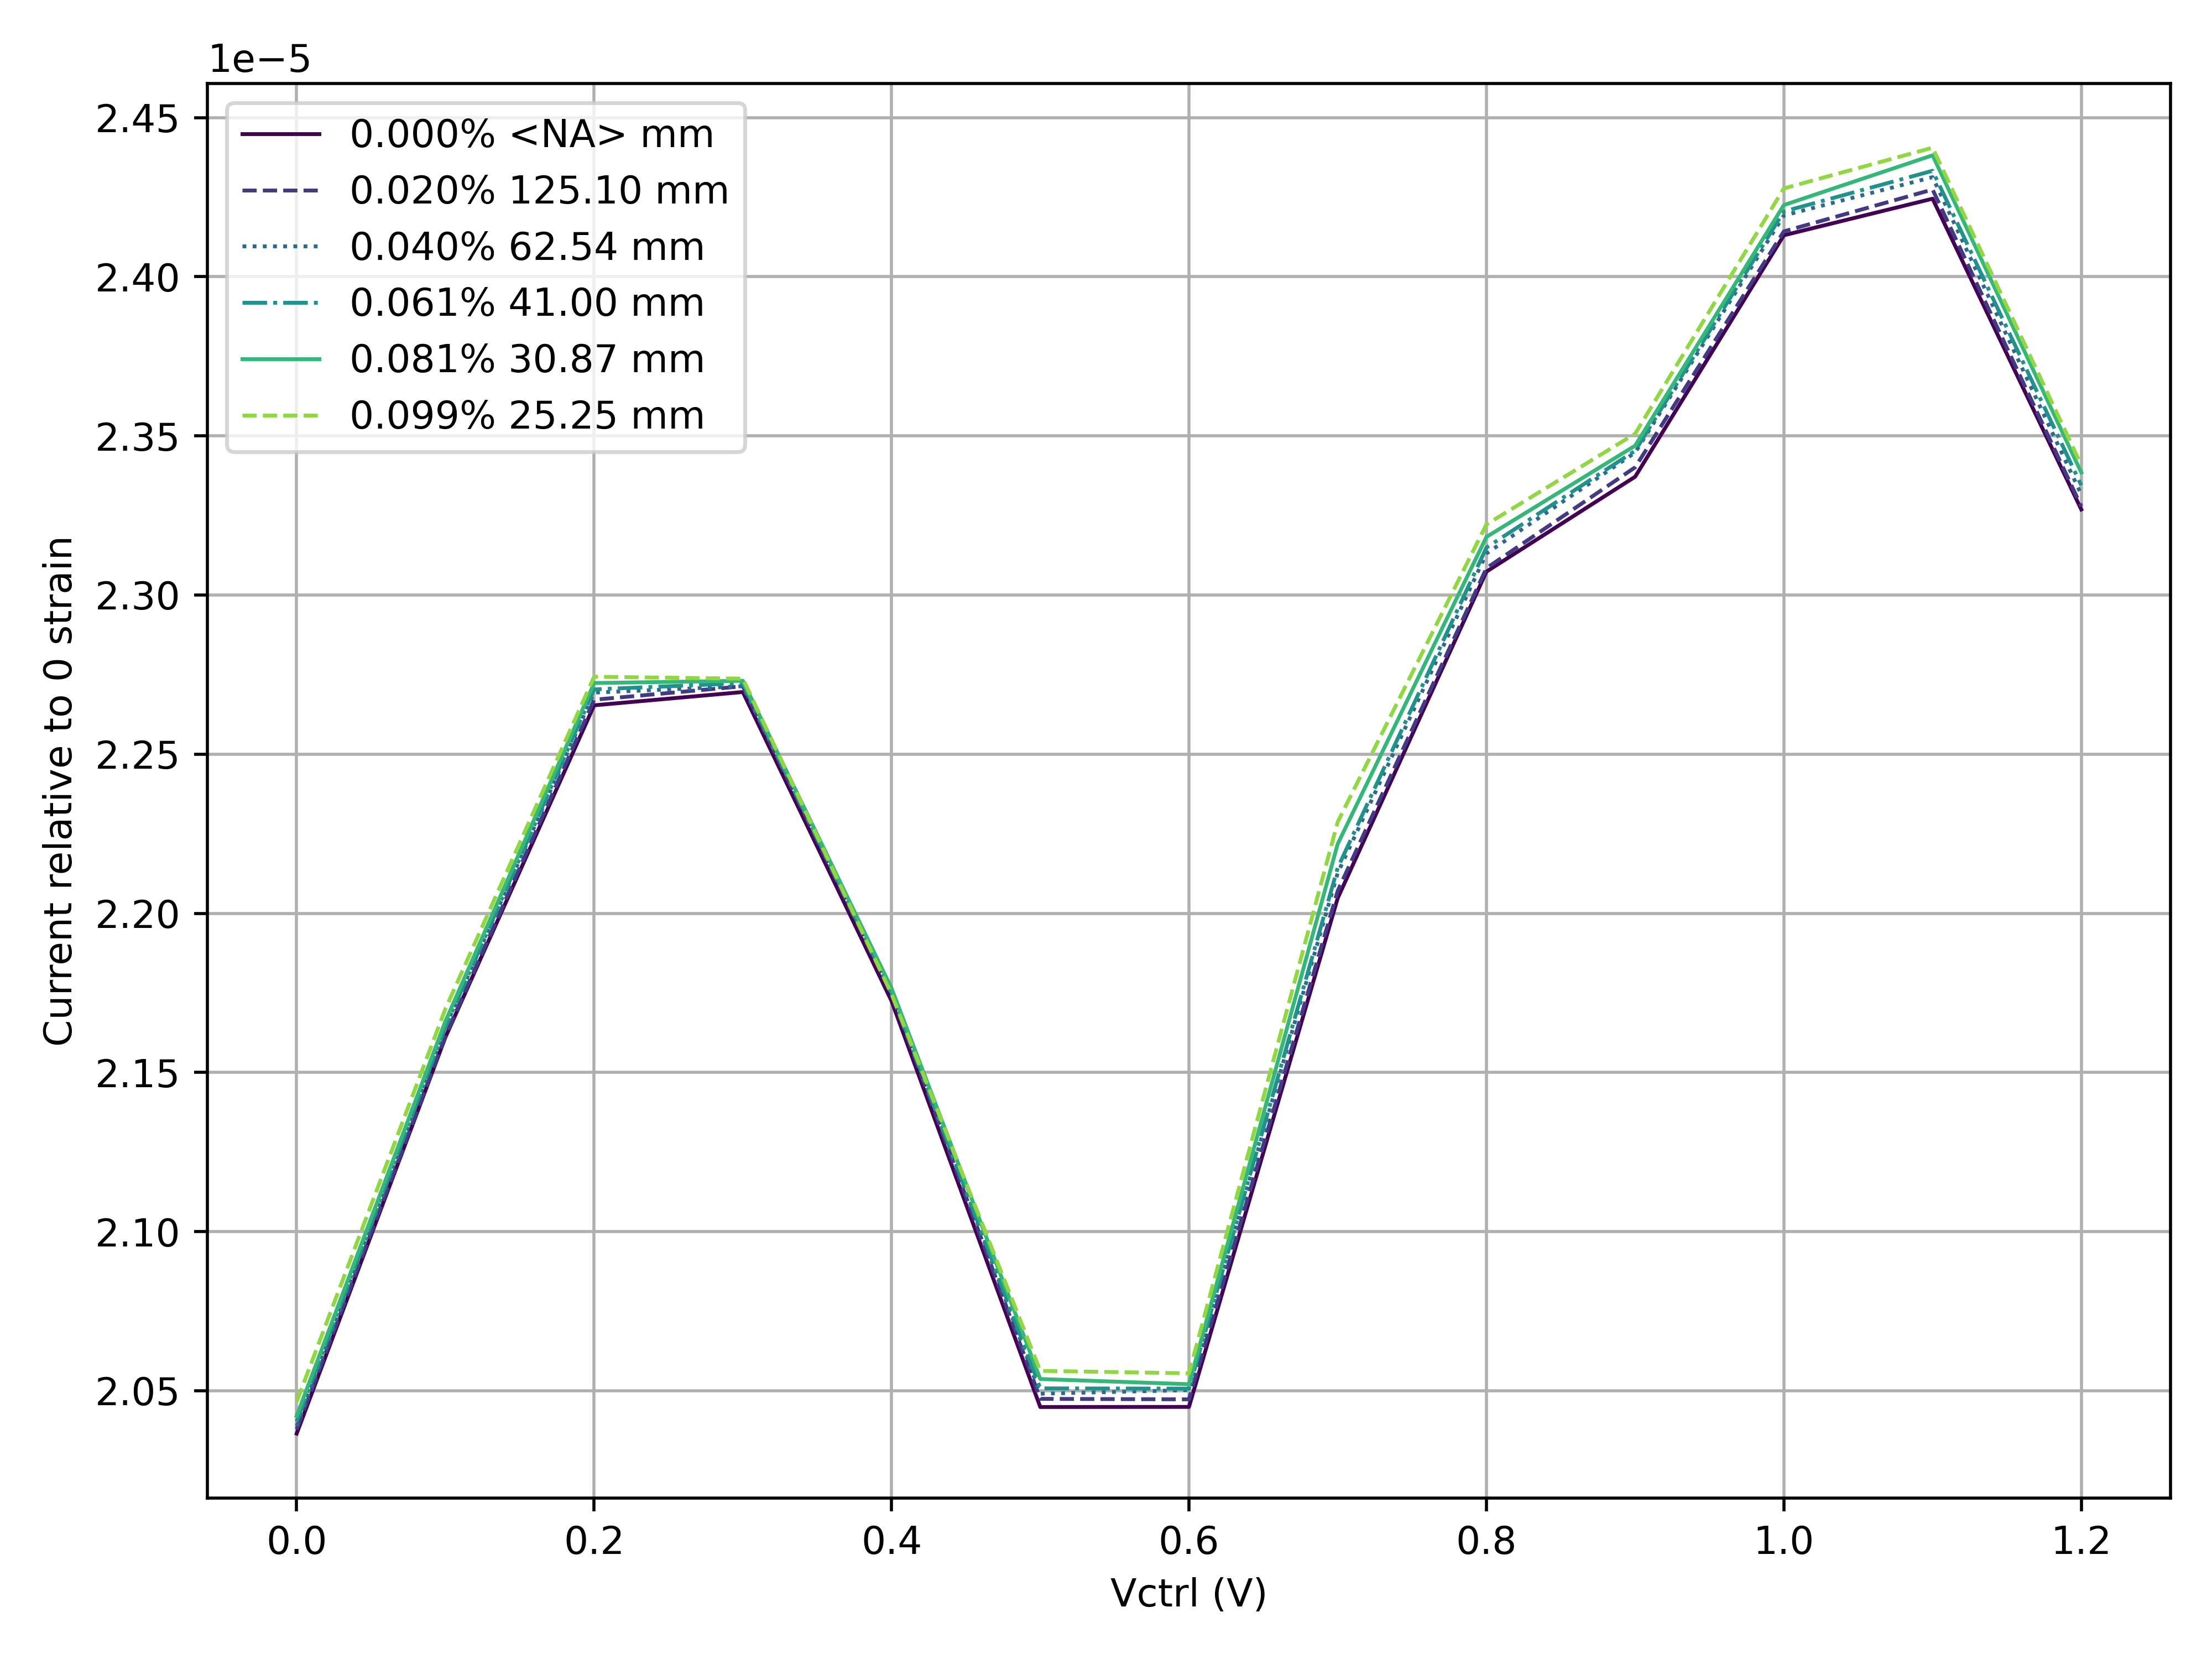 1e−5
2.45
2.40
2.35
2.30
2.25
2.20
2.15
2.10
2.05
Current relative to 0 strain
0.000% <NA> mm
0.020% 125.10 mm
0.040% 62.54 mm
0.061% 41.00 mm
0.081% 30.87 mm
0.099% 25.25 mm
0.0 0.2 0.4 0.6 0.8 1.0 1.2
Vctrl (V)